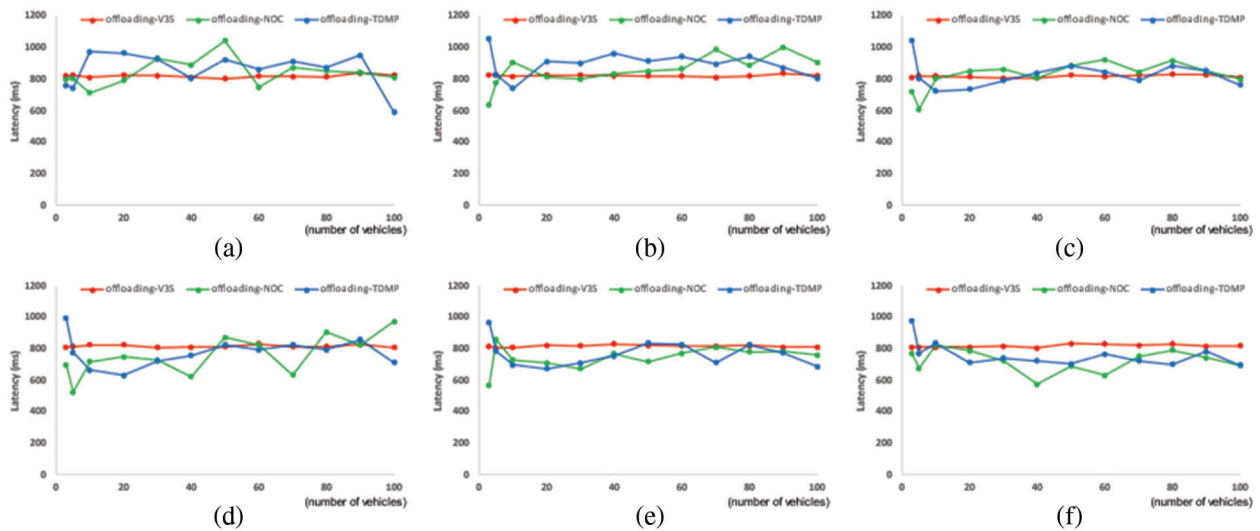 offloading-V3S offloading-NOC offloading-TDMP
1200
1000
800
600
400
200
0
Latency (ms)
0 20 40 60 80 100
(number of vehicles)
(a)
offloading-V3S offloading-NOC offloading-TDMP
1200
1000
800
600
400
200
0
Latency (ms)
0 20 40 60 80 100
(number of vehicles)
(b)
offloading-V3S offloading-NOC offloading-TDMP
1200
1000
800
600
400
200
0
Latency (ms)
0 20 40 60 80 100
(number of vehicles)
(c)
offloading-V3S offloading-NOC offloading-TDMP
1200
1000
800
600
400
200
0
Latency (ms)
0 20 40 60 80 100
(number of vehicles)
(d)
offloading-V3S offloading-NOC offloading-TDMP
1200
1000
800
600
400
200
0
Latency (ms)
0 20 40 60 80 100
(number of vehicles)
(e)
offloading-V3S offloading-NOC offloading-TDMP
1200
1000
800
600
400
200
0
Latency (ms)
0 20 40 60 80 100
(number of vehicles)
(f)